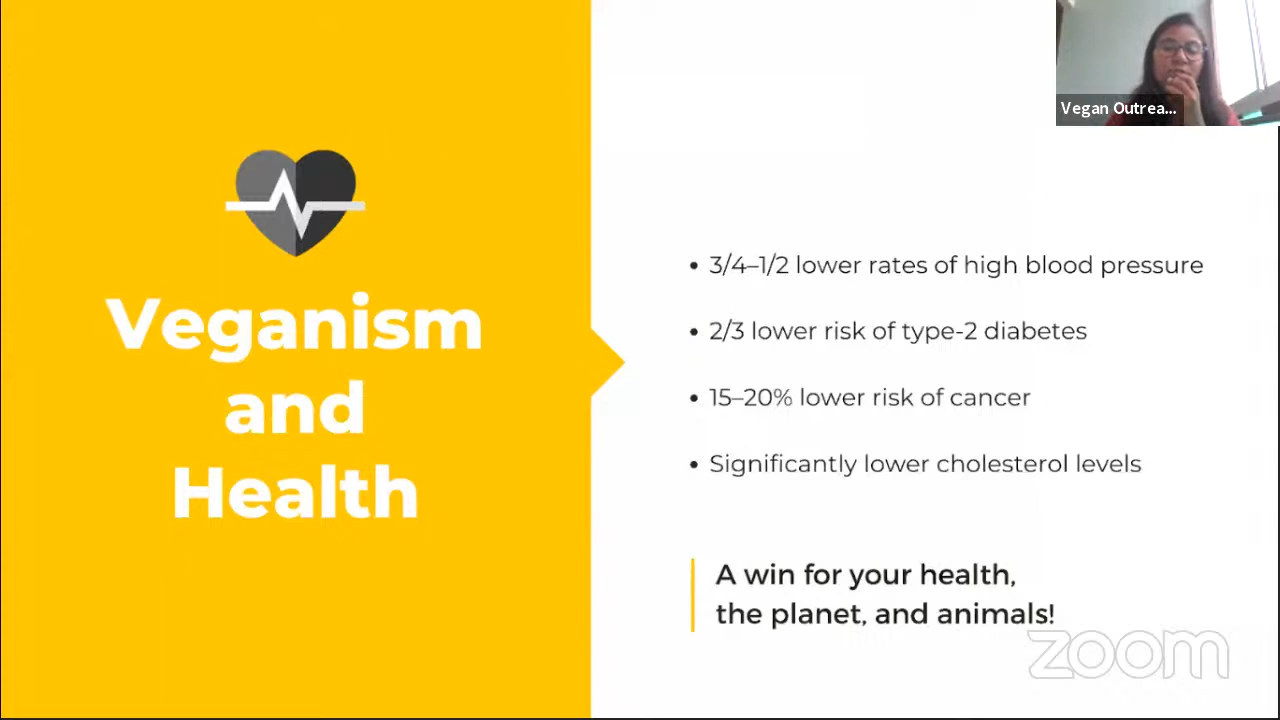 Vegan Outrea...
Veganism
and
Health
• 3/4–1/2 lower rates of high blood pressure
• 2/3 lower risk of type-2 diabetes
• 15–20% lower risk of cancer
• Significantly lower cholesterol levels
A win for your health,
the planet, and animals!
zoom